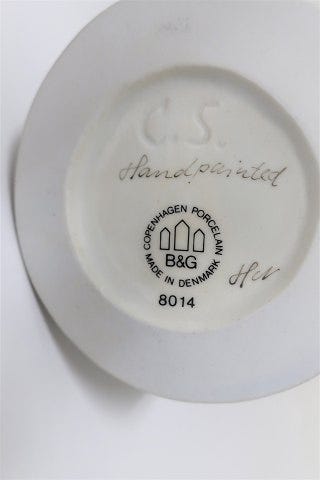 C.S.
Handpainted
COPENHAGEN PORCELAIN
B&G
MADE IN DENMARK
8014